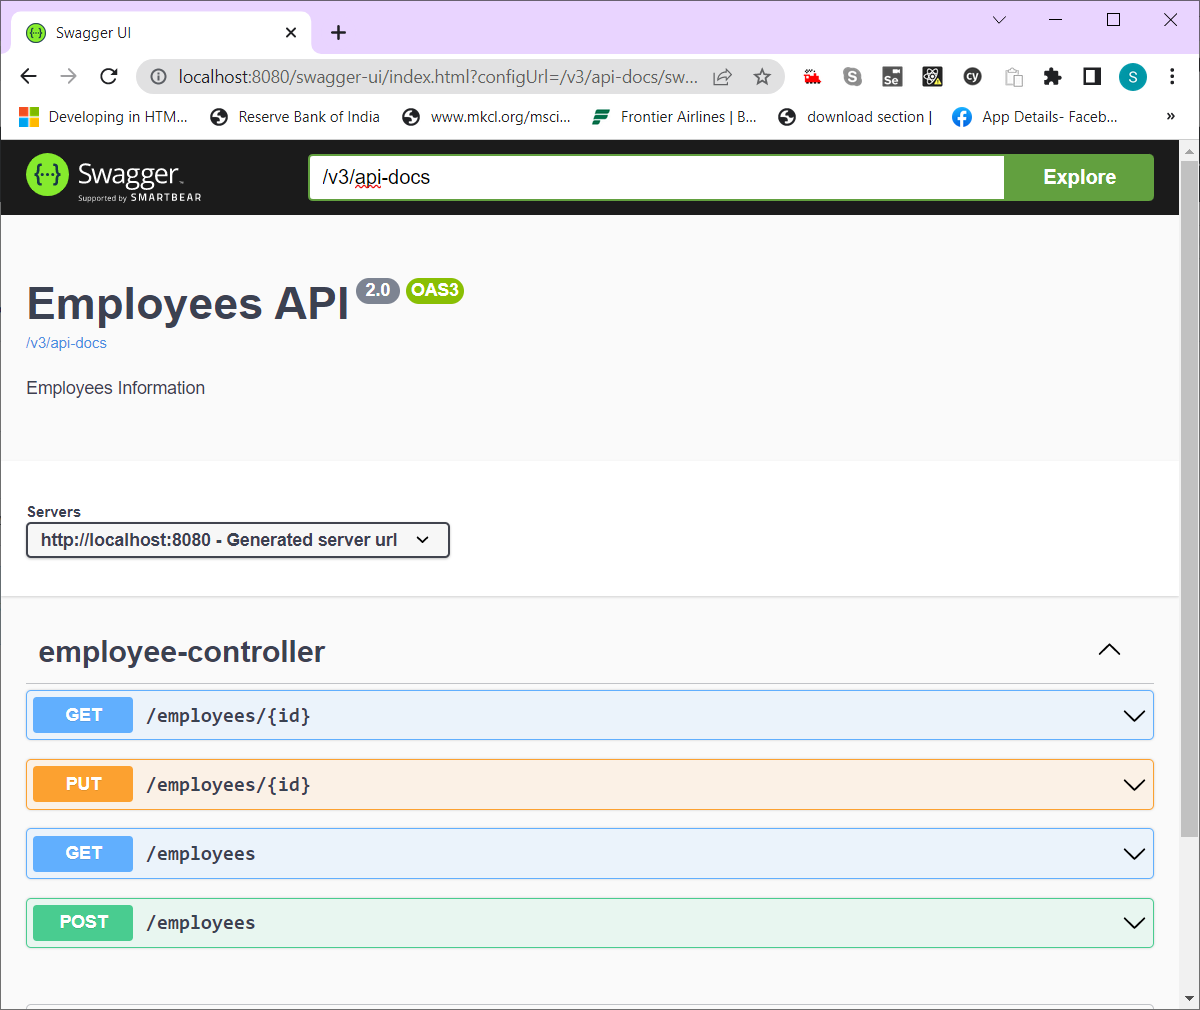 Swagger UI
localhost:8080/swagger-ui/index.html?configUrl=/v3/api-docs/sw...
Se
cy
S
Developing in HTM...
Reserve Bank of India
www.mkcl.org/msci...
Frontier Airlines | B...
download section |
App Details- Faceb...
»
{···} Swagger™
Supported by SMARTBEAR
/v3/api-docs
Explore
Employees API 2.0 OAS3
/v3/api-docs
Employees Information
Servers
http://localhost:8080 - Generated server url
employee-controller
GET /employees/{id}
PUT /employees/{id}
GET /employees
POST /employees